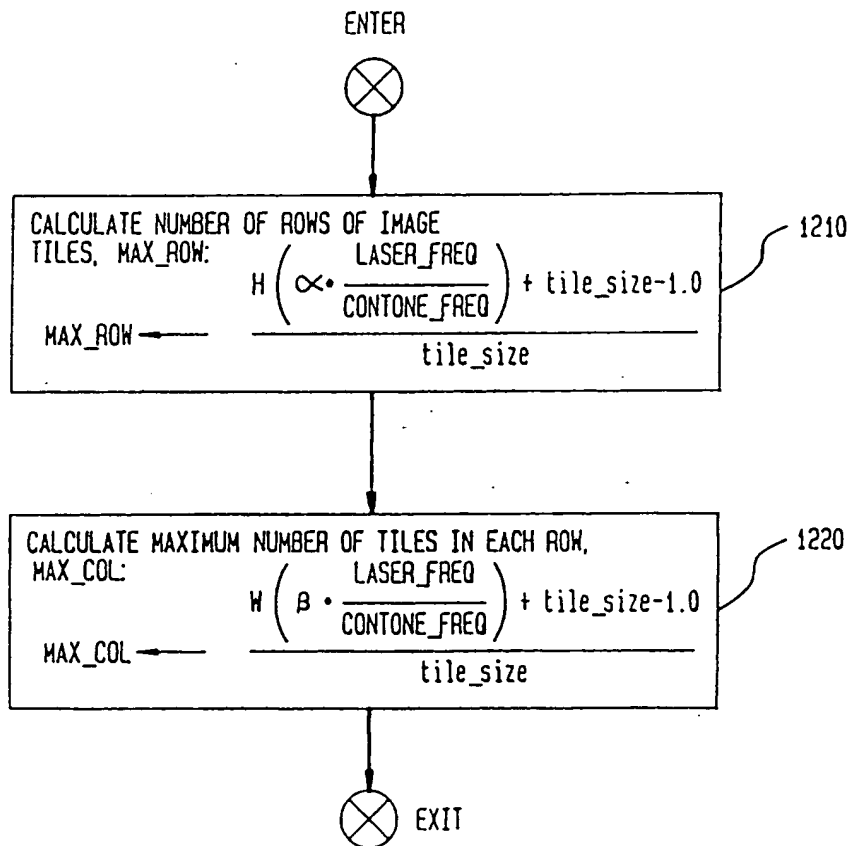 ENTER
CALCULATE NUMBER OF ROWS OF IMAGE
TILES, MAX_ROW:
MAX_ROW ← H ( α · LASER_FREQ / CONTONE_FREQ ) + tile_size-1.0
tile_size
1210
CALCULATE MAXIMUM NUMBER OF TILES IN EACH ROW,
MAX_COL:
MAX_COL ← W ( β · LASER_FREQ / CONTONE_FREQ ) + tile_size-1.0
tile_size
1220
EXIT